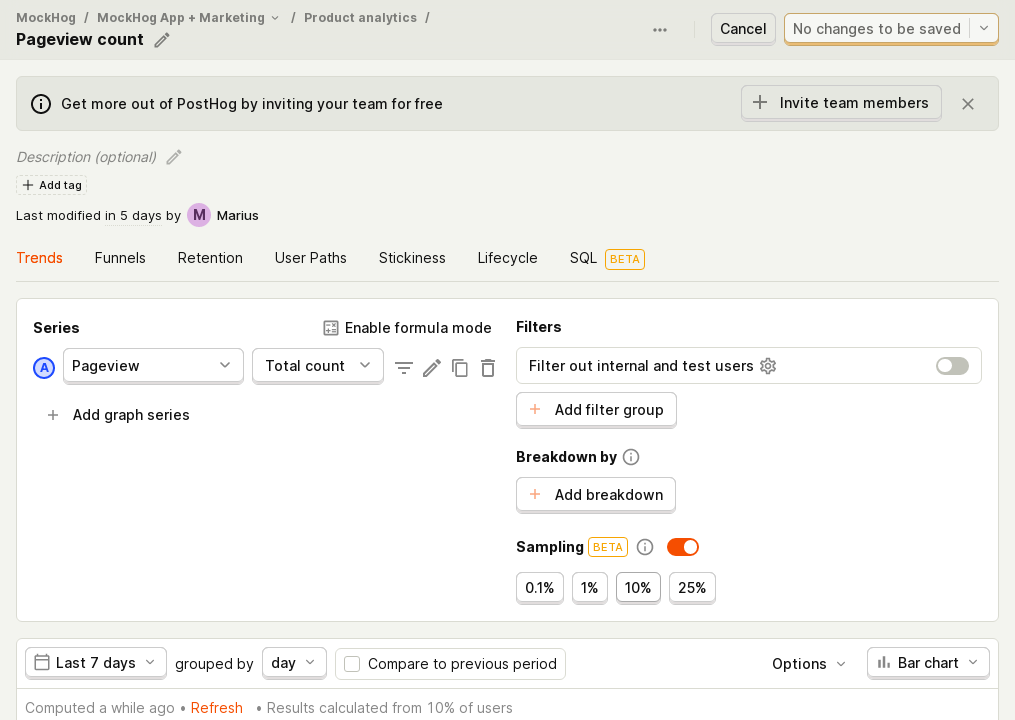 MockHog / MockHog App + Marketing / Product analytics /
Pageview count
Cancel
No changes to be saved
Get more out of PostHog by inviting your team for free
Invite team members
Description (optional)
Add tag
Last modified in 5 days by M Marius
Trends Funnels Retention User Paths Stickiness Lifecycle SQL BETA
Series
Enable formula mode
A Pageview Total count
Add graph series
Filters
Filter out internal and test users
Add filter group
Breakdown by
Add breakdown
Sampling BETA
0.1% 1% 10% 25%
Last 7 days grouped by day Compare to previous period Options Bar chart
Computed a while ago • Refresh • Results calculated from 10% of users